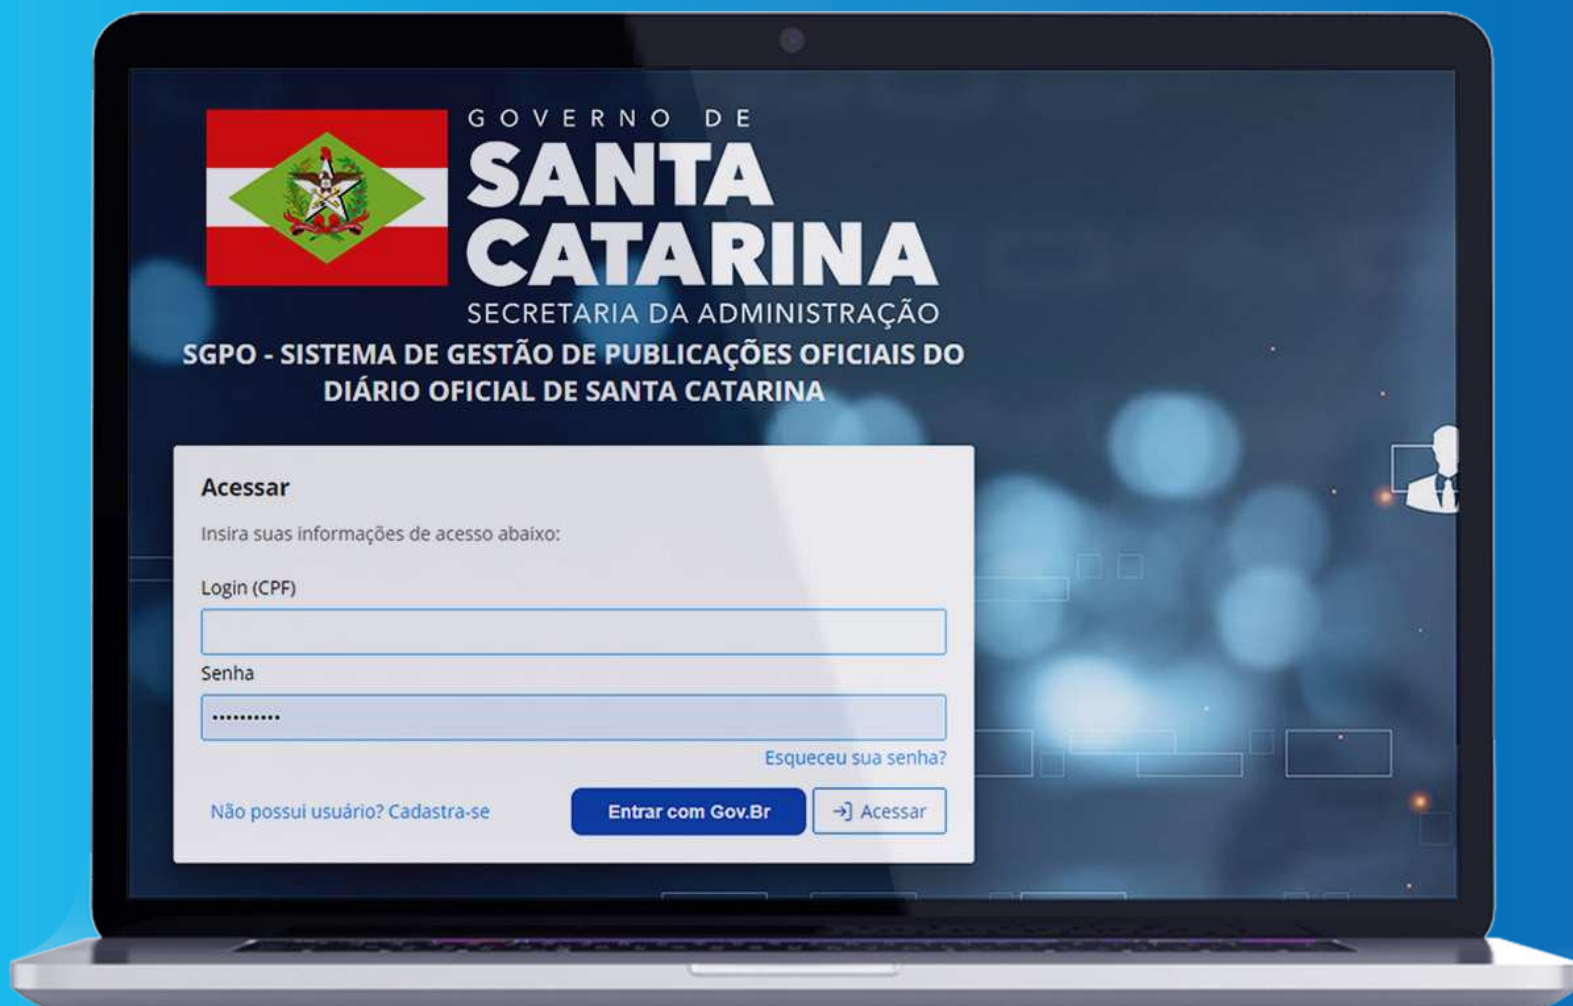 GOVERNO DE
SANTA
CATARINA
SECRETARIA DA ADMINISTRAÇÃO
SGPO - SISTEMA DE GESTÃO DE PUBLICAÇÕES OFICIAIS DO
DIÁRIO OFICIAL DE SANTA CATARINA
Acessar
Insira suas informações de acesso abaixo:
Login (CPF)
Senha
••••••••••
Esqueceu sua senha?
Não possui usuário? Cadastra-se
Entrar com Gov.Br
Acessar